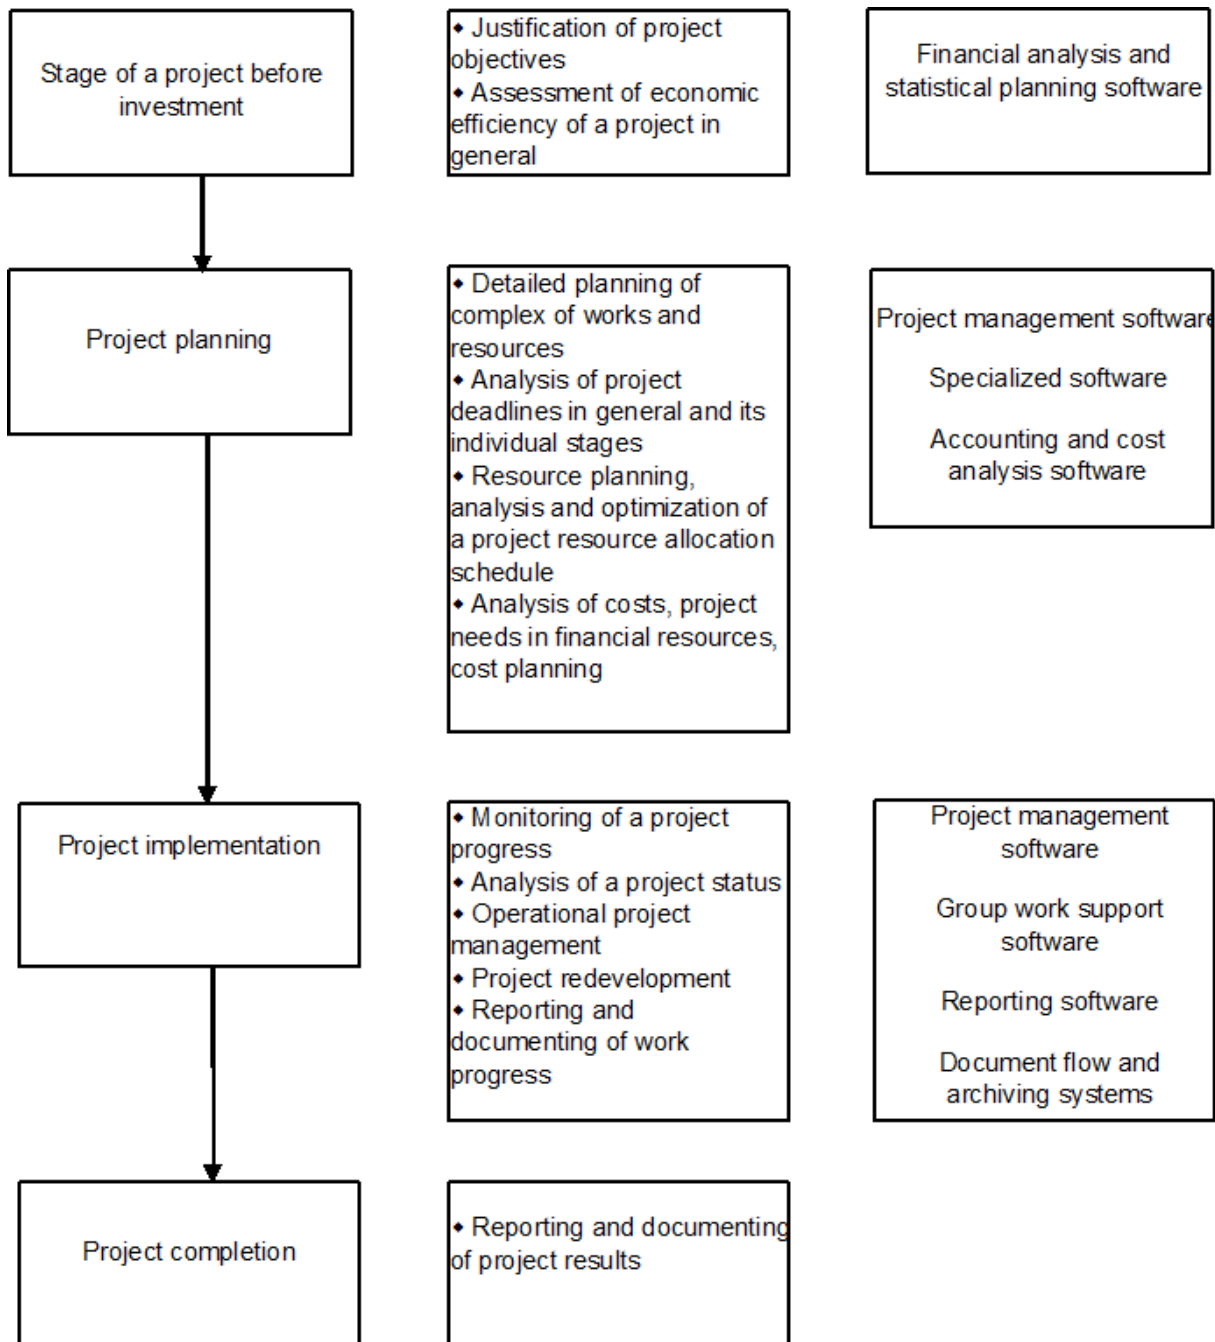 Stage of a project before
investment
◆ Justification of project
objectives
◆ Assessment of economic
efficiency of a project in
general
Financial analysis and
statistical planning software
Project planning
◆ Detailed planning of
complex of works and
resources
◆ Analysis of project
deadlines in general and its
individual stages
◆ Resource planning,
analysis and optimization of
a project resource allocation
schedule
◆ Analysis of costs, project
needs in financial resources,
cost planning
Project management software
Specialized software
Accounting and cost
analysis software
Project implementation
◆ Monitoring of a project
progress
◆ Analysis of a project status
◆ Operational project
management
◆ Project redevelopment
◆ Reporting and
documenting of work
progress
Project management
software
Group work support
software
Reporting software
Document flow and
archiving systems
Project completion
◆ Reporting and documenting
of project results